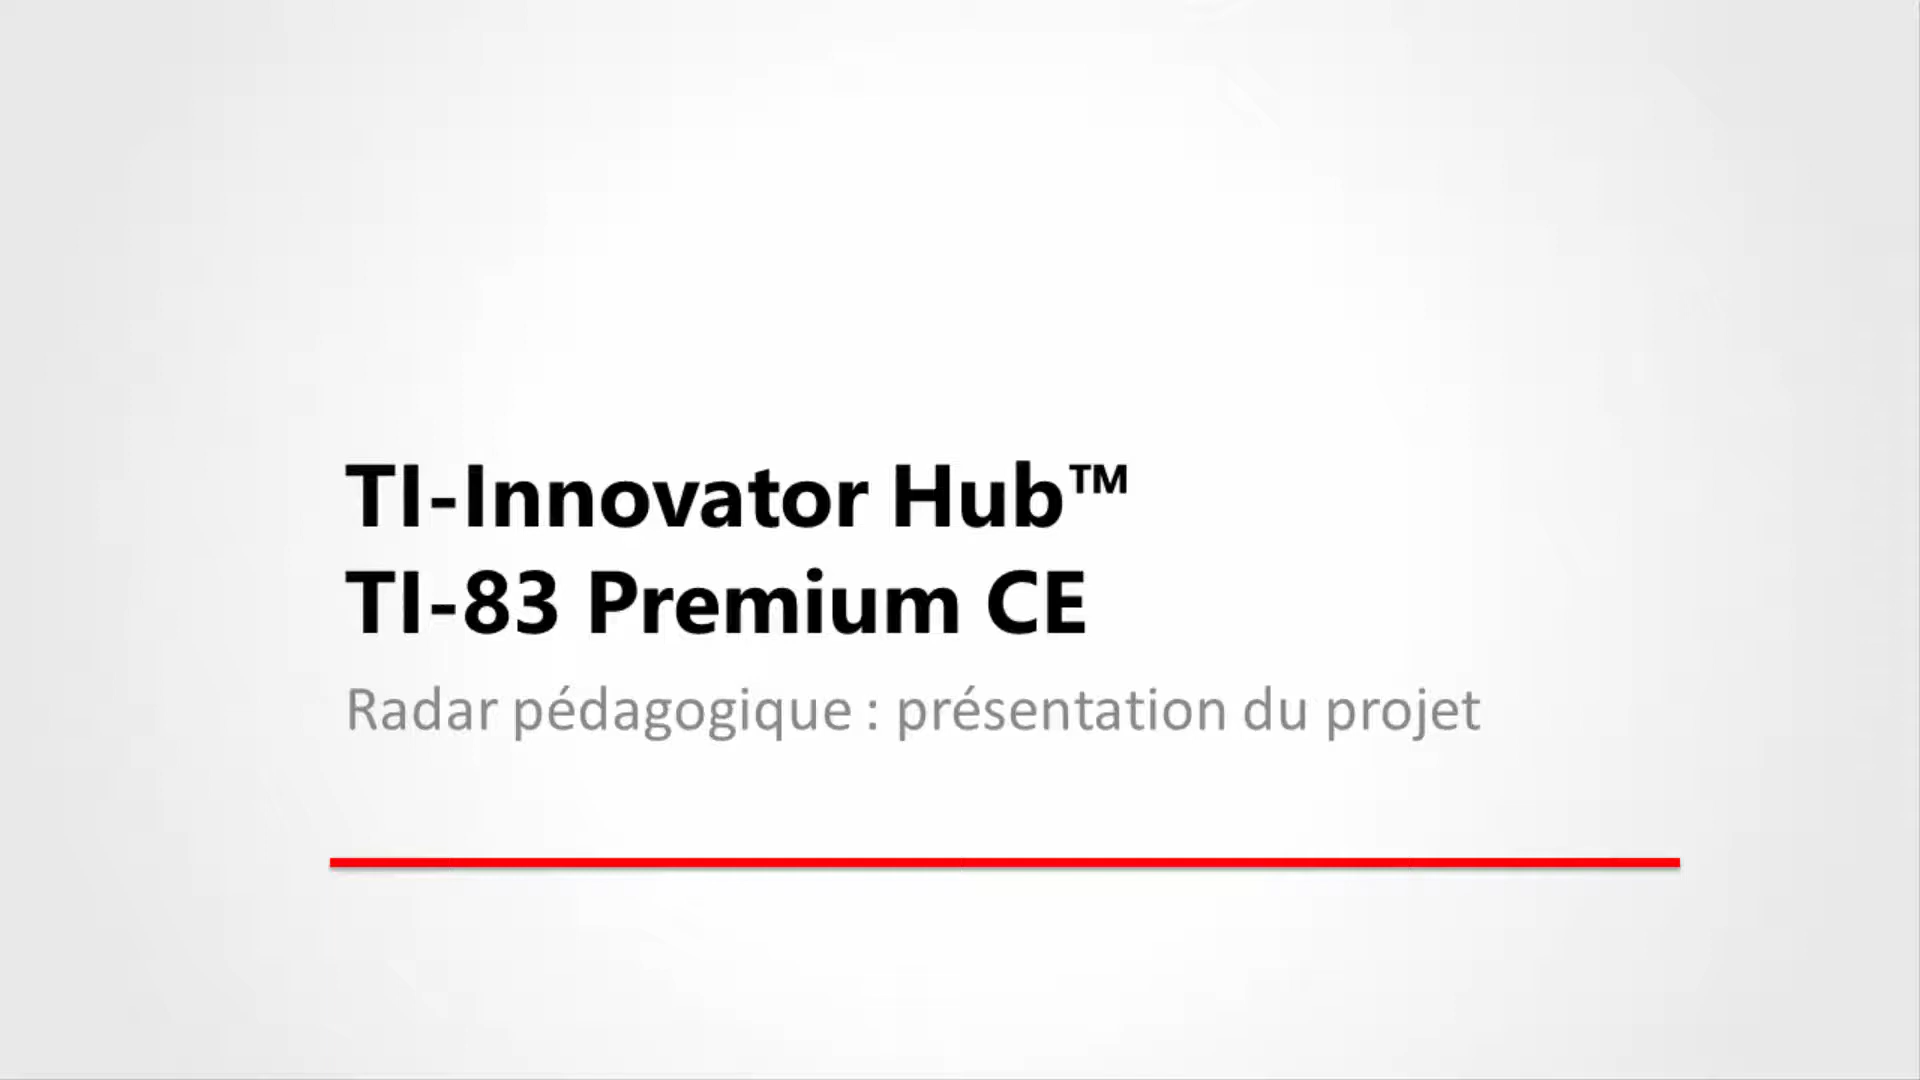 TI-Innovator Hub™
TI-83 Premium CE
Radar pédagogique : présentation du projet